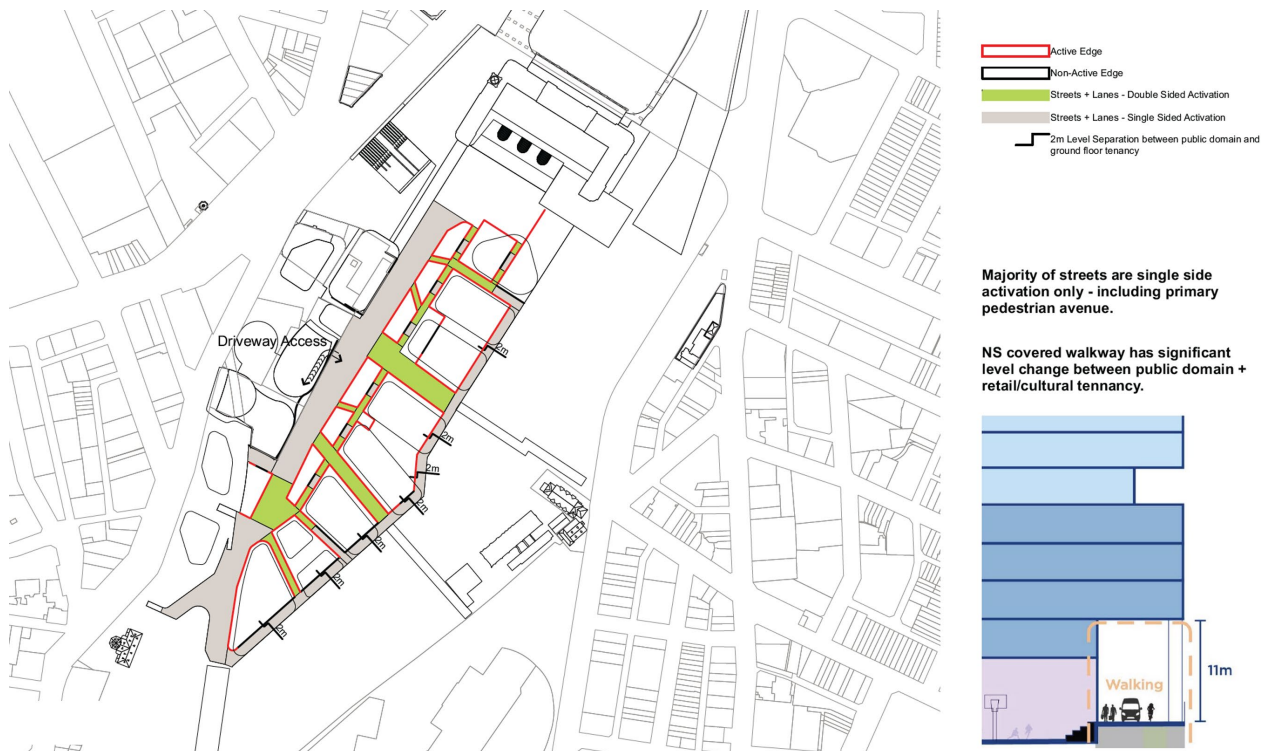 Active Edge
Non-Active Edge
Streets + Lanes - Double Sided Activation
Streets + Lanes - Single Sided Activation
2m Level Separation between public domain and
ground floor tenancy
Majority of streets are single side
activation only - including primary
pedestrian avenue.
NS covered walkway has significant
level change between public domain +
retail/cultural tennancy.
Driveway Access
2m
2m
2m
2m
2m
2m
2m
11m
Walking